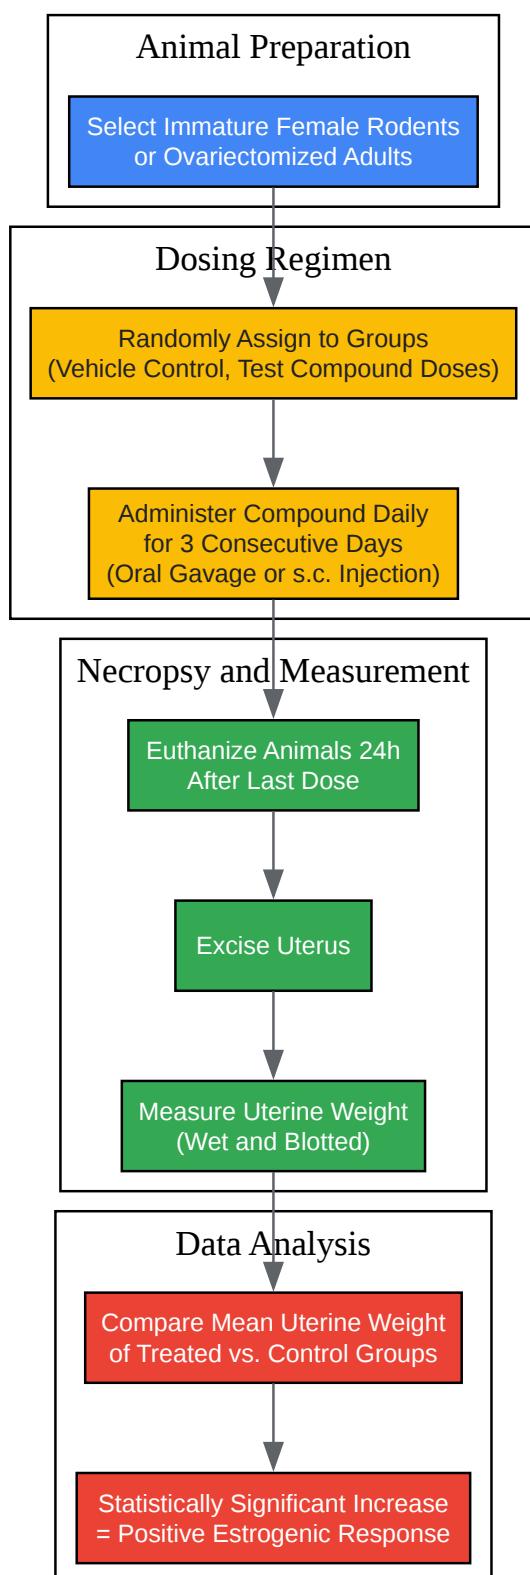 Animal Preparation
Select Immature Female Rodents
or Ovariectomized Adults
Dosing Regimen
Randomly Assign to Groups
(Vehicle Control, Test Compound Doses)
Administer Compound Daily
for 3 Consecutive Days
(Oral Gavage or s.c. Injection)
Necropsy and Measurement
Euthanize Animals 24h
After Last Dose
Excise Uterus
Measure Uterine Weight
(Wet and Blotted)
Data Analysis
Compare Mean Uterine Weight
of Treated vs. Control Groups
Statistically Significant Increase
= Positive Estrogenic Response